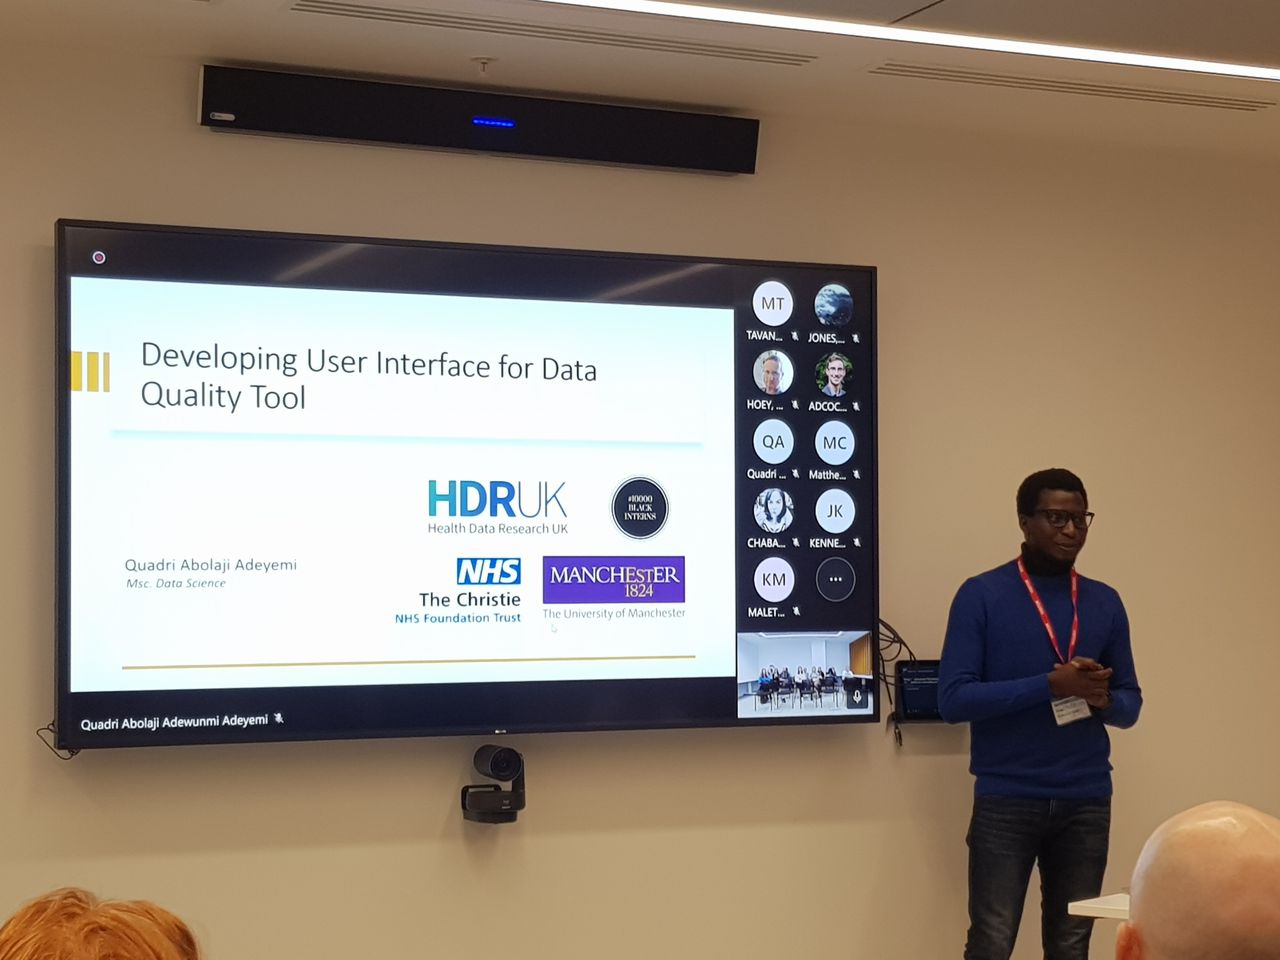 Developing User Interface for Data
Quality Tool
HDRUK
Health Data Research UK
#10000
BLACK
INTERNS
Quadri Abolaji Adeyemi
Msc. Data Science
NHS
The Christie
NHS Foundation Trust
MANCHESTER
1824
The University of Manchester
Quadri Abolaji Adewunmi Adeyemi
MT
TAVAN...
JONES,...
HOEY, ...
ADCOC...
QA
Quadri ...
MC
Matthe...
CHABA...
JK
KENNE...
KM
MALET...